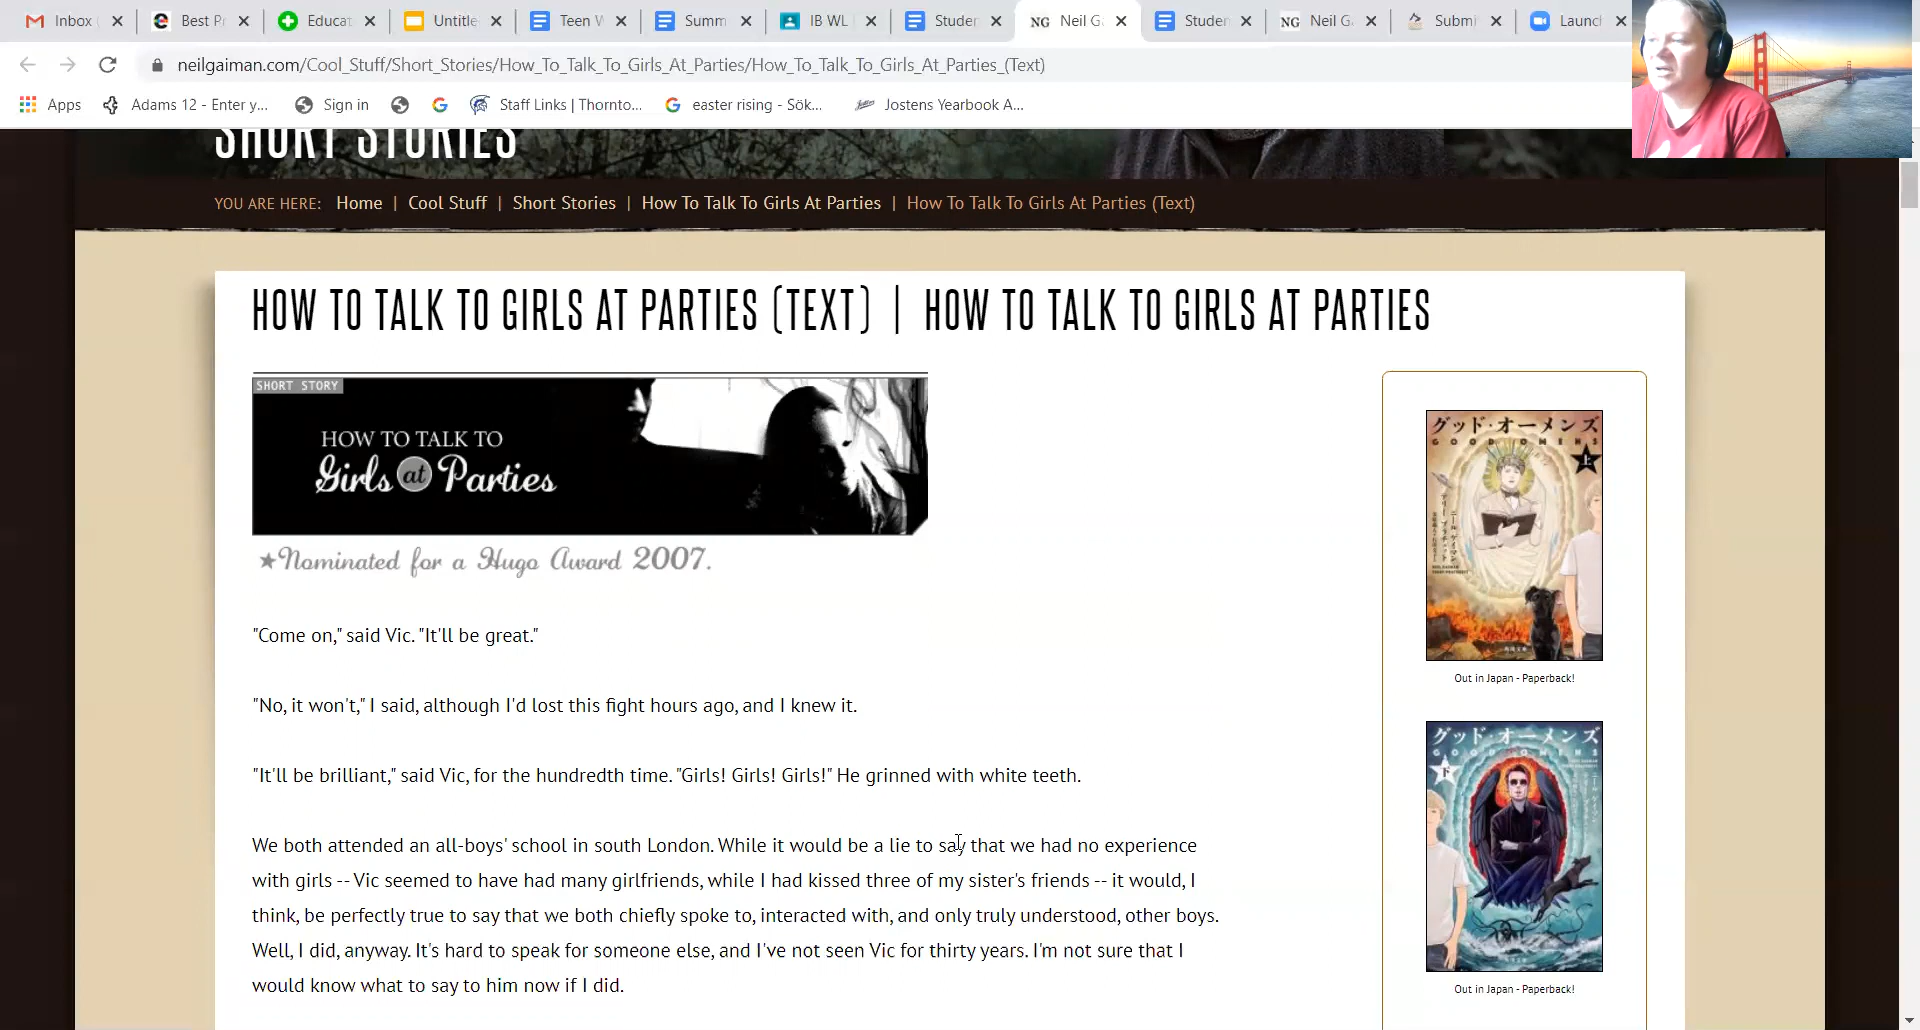 Inbox
Best Pr
Educat
Untitle
Teen W
Summ
IB WL
Studen
NG Neil G
Studen
NG Neil G
Submi
Launc
neilgaiman.com/Cool_Stuff/Short_Stories/How_To_Talk_To_Girls_At_Parties/How_To_Talk_To_Girls_At_Parties_(Text)
Apps
Adams 12 - Enter y...
Sign in
Staff Links | Thornto...
easter rising - Sök...
Jostens Yearbook A...
SHORT STORIES
YOU ARE HERE: Home | Cool Stuff | Short Stories | How To Talk To Girls At Parties | How To Talk To Girls At Parties (Text)
HOW TO TALK TO GIRLS AT PARTIES (TEXT) | HOW TO TALK TO GIRLS AT PARTIES
SHORT STORY
HOW TO TALK TO
Girls at Parties
★Nominated for a Hugo Award 2007.
"Come on," said Vic. "It'll be great."
"No, it won't," I said, although I'd lost this fight hours ago, and I knew it.
"It'll be brilliant," said Vic, for the hundredth time. "Girls! Girls! Girls!" He grinned with white teeth.
We both attended an all-boys' school in south London. While it would be a lie to say that we had no experience
with girls -- Vic seemed to have had many girlfriends, while I had kissed three of my sister's friends -- it would, I
think, be perfectly true to say that we both chiefly spoke to, interacted with, and only truly understood, other boys.
Well, I did, anyway. It's hard to speak for someone else, and I've not seen Vic for thirty years. I'm not sure that I
would know what to say to him now if I did.
グッド・オーメンズ
GOOD OMENS
上
Out in Japan - Paperback!
グッド・オーメンズ
GOOD OMENS
下
Out in Japan - Paperback!